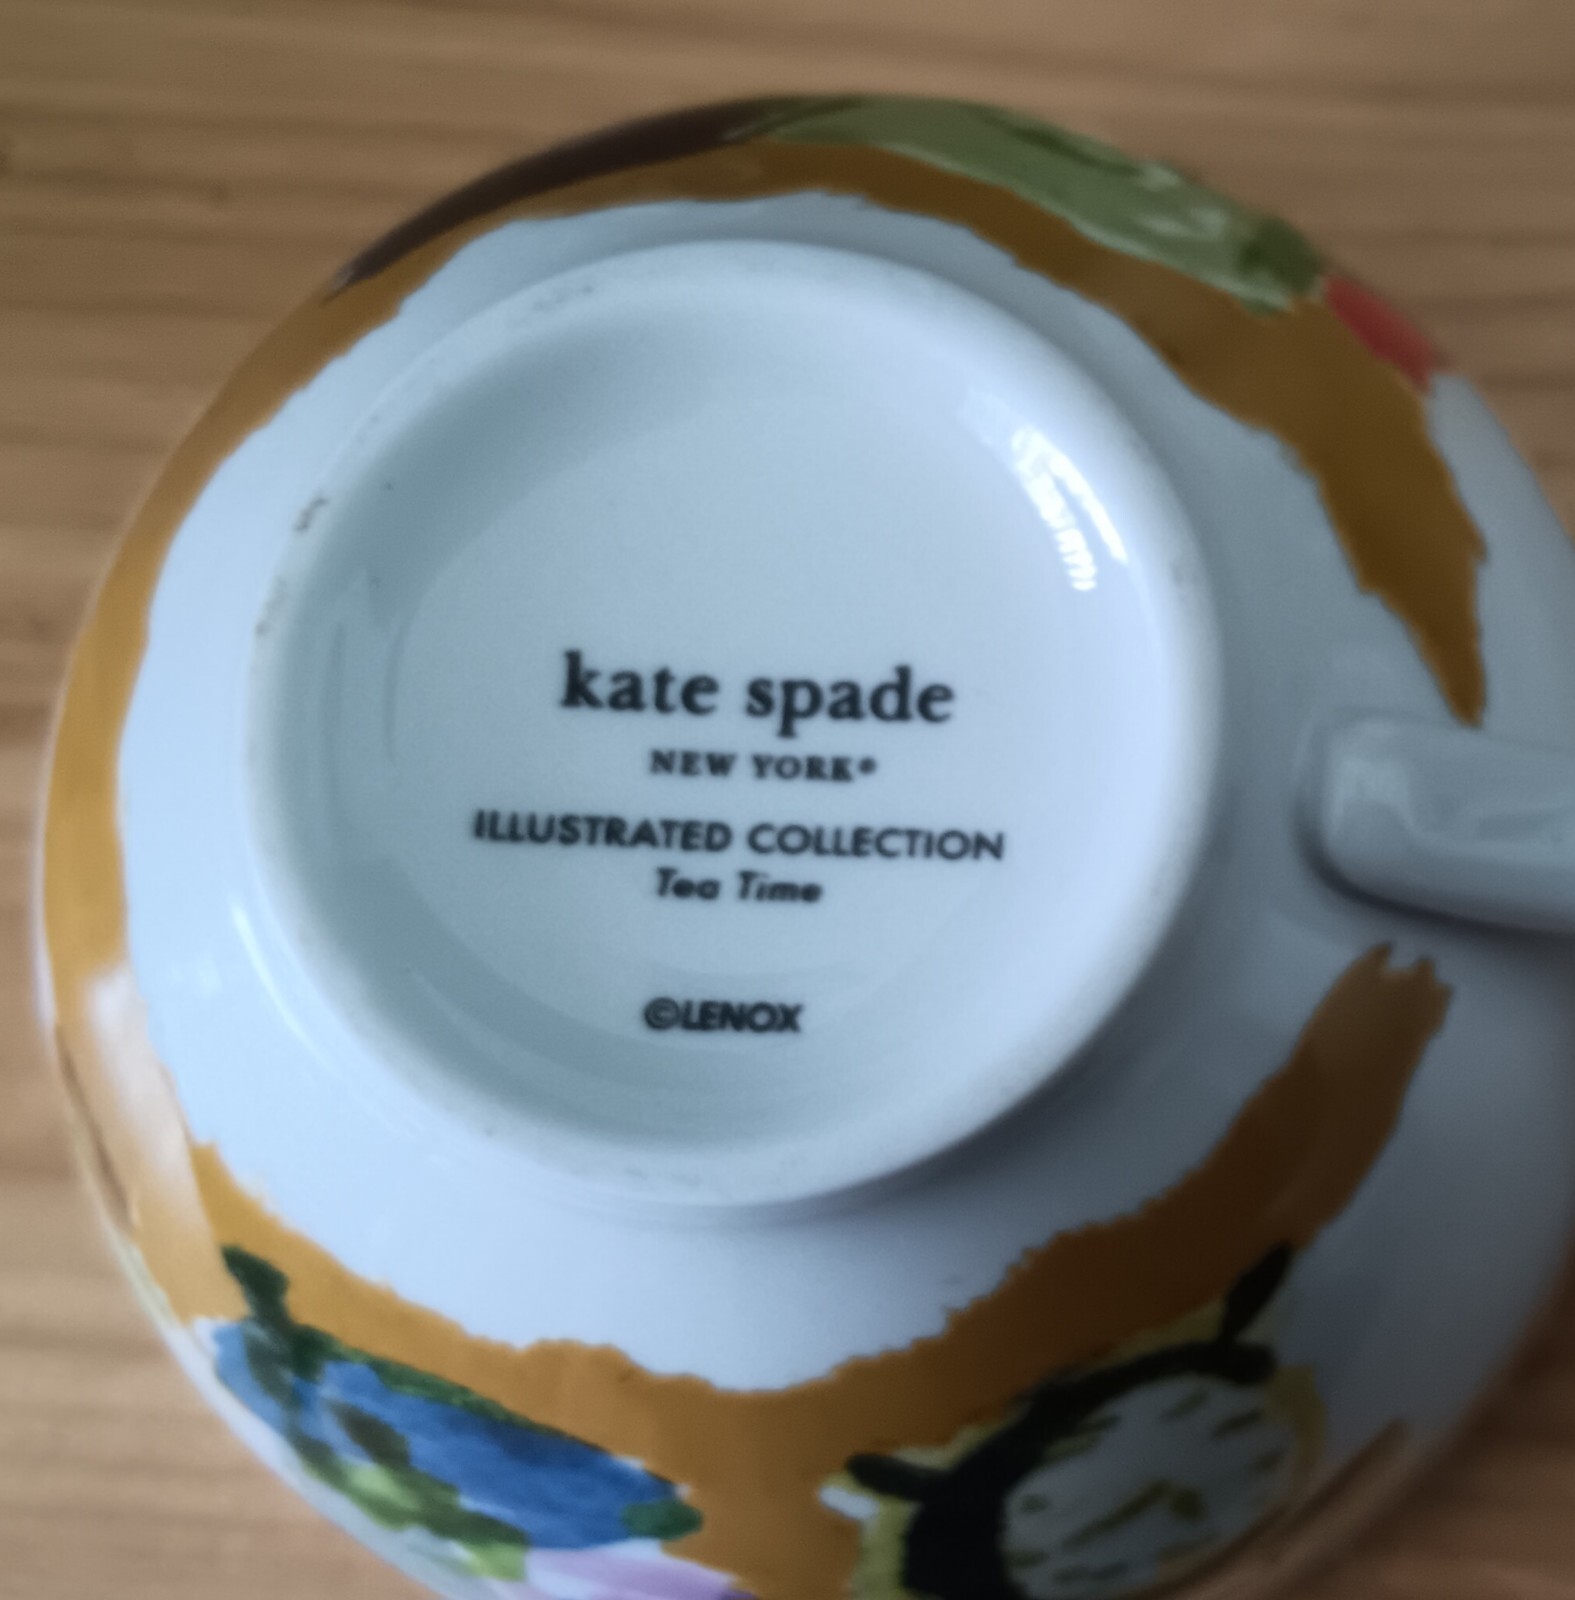 kate spade
NEW YORK®
ILLUSTRATED COLLECTION
Tea Time
©LENOX